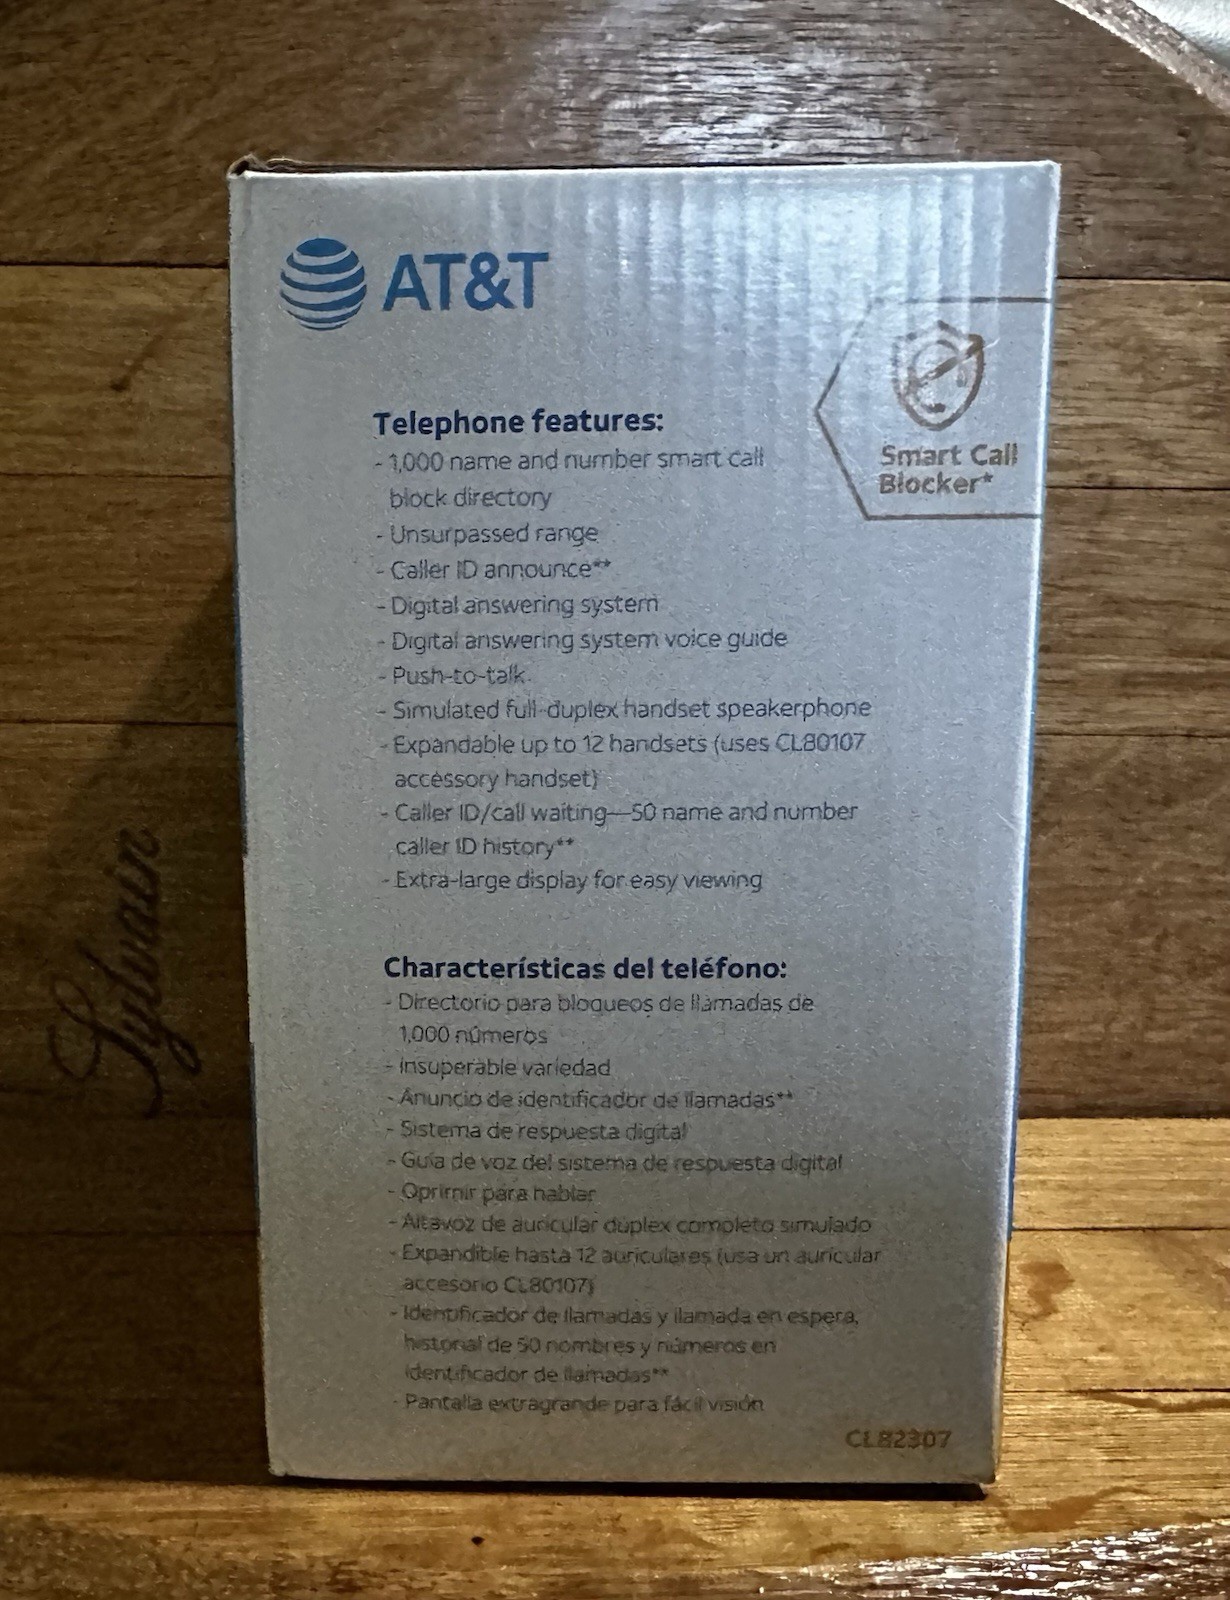 AT&T
Smart Call
Blocker*
Telephone features:
- 1,000 name and number smart call
block directory
- Unsurpassed range
- Caller ID announce**
- Digital answering system
- Digital answering system voice guide
- Push-to-talk
- Simulated full-duplex handset speakerphone
- Expandable up to 12 handsets (uses CL80107
accessory handset)
- Caller ID/call waiting—50 name and number
caller ID history**
- Extra-large display for easy viewing
Características del teléfono:
- Directorio para bloqueos de llamadas de
1,000 números
- Insuperable variedad
- Anuncio de identificador de llamadas**
- Sistema de respuesta digital
- Guía de voz del sistema de respuesta digital
- Oprimir para hablar
- Altavoz de auricular dúplex completo simulado
- Expandible hasta 12 auriculares (usa un auricular
accesorio CL80107)
- Identificador de llamadas y llamada en espera,
historial de 50 nombres y números en
identificador de llamadas**
- Pantalla extragrande para fácil visión
CL82307
Sylvain